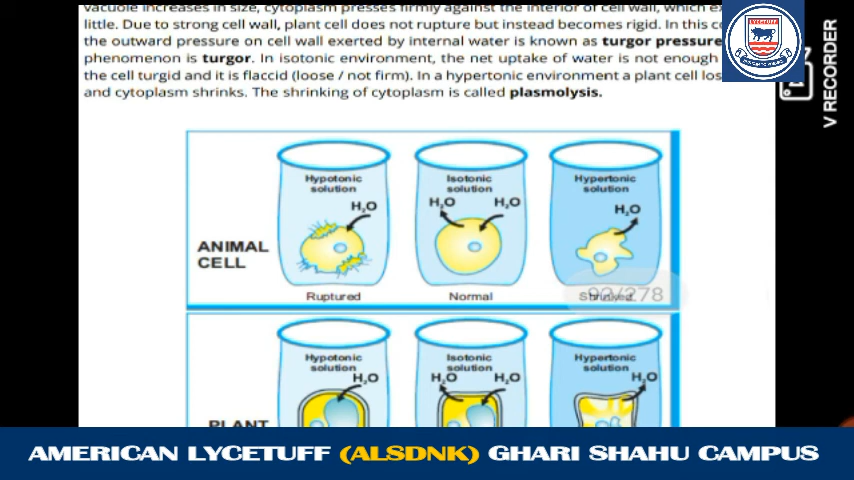 vacuole increases in size, cytoplasm presses firmly against the interior of cell wall, which
little. Due to strong cell wall, plant cell does not rupture but instead becomes rigid. In this
the outward pressure on cell wall exerted by internal water is known as turgor pressure
phenomenon is turgor. In isotonic environment, the net uptake of water is not enough
the cell turgid and it is flaccid (loose / not firm). In a hypertonic environment a plant cell
and cytoplasm shrinks. The shrinking of cytoplasm is called plasmolysis.
LYCETUFF
V RECORDER
Hypotonic solution
H₂O
Isotonic solution
H₂O H₂O
Hypertonic solution
H₂O
ANIMAL
CELL
Ruptured
Normal
Shrinked
92/278
Hypotonic solution
H₂O
Isotonic solution
H₂O H₂O
Hypertonic solution
H₂O
PLANT
AMERICAN LYCETUFF (ALSDNK) GHARI SHAHU CAMPUS